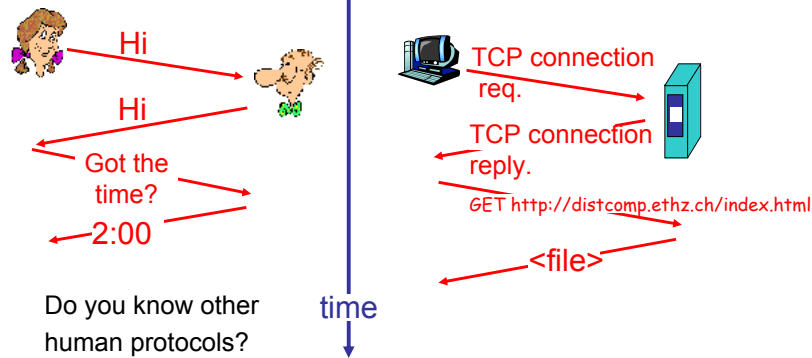 Hi
Hi
Got the
time?
2:00
Do you know other
human protocols?
time
TCP connection
req.
TCP connection
reply.
GET http://distcomp.ethz.ch/index.html
<file>